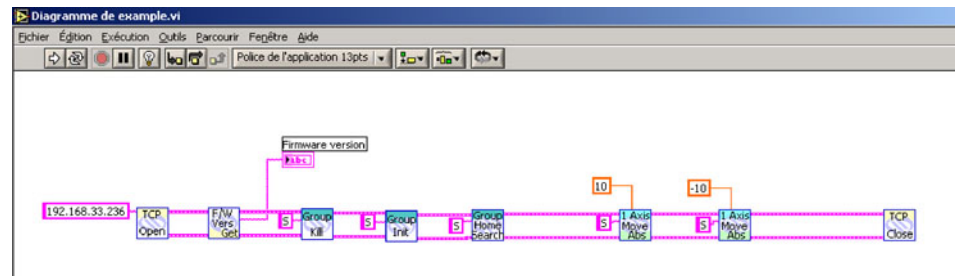 Diagramme de example.vi
Fichier Édition Exécution Outils Parcourir Fenêtre Aide
Police de l'application 13pts
Firmware version
abc
10
-10
192.168.33.236
TCP Open
F/W Vers Get
S
Group Kill
S
Group Init
S
Group Home Search
S
1 Axis Move Abs
S
1 Axis Move Abs
TCP Close